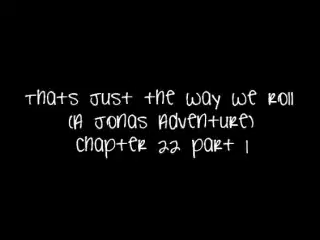 Thats Just the way we Roll
(A Jonas Adventure)
Chapter 22 part 1